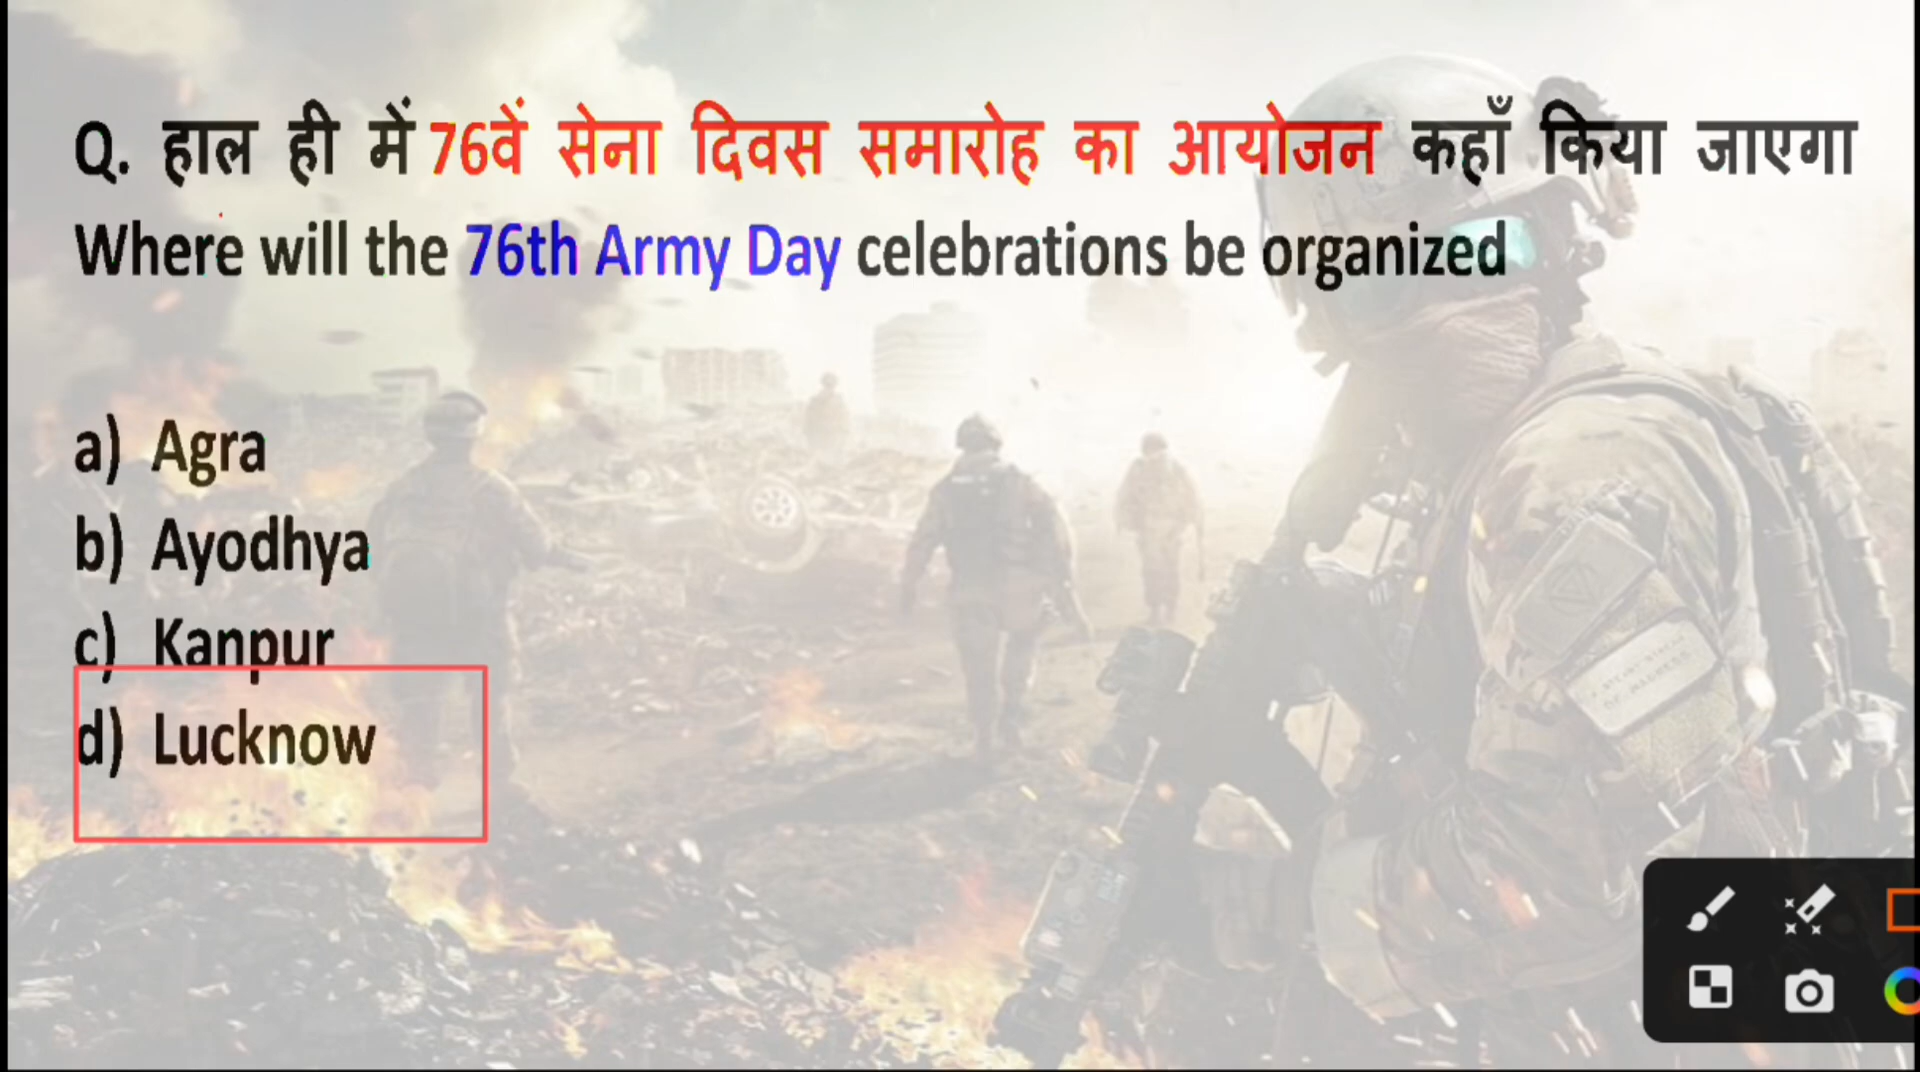 Q. हाल ही में 76वें सेना दिवस समारोह का आयोजन कहाँ किया जाएगा
Where will the 76th Army Day celebrations be organized
a) Agra
b) Ayodhya
c) Kanpur
d) Lucknow